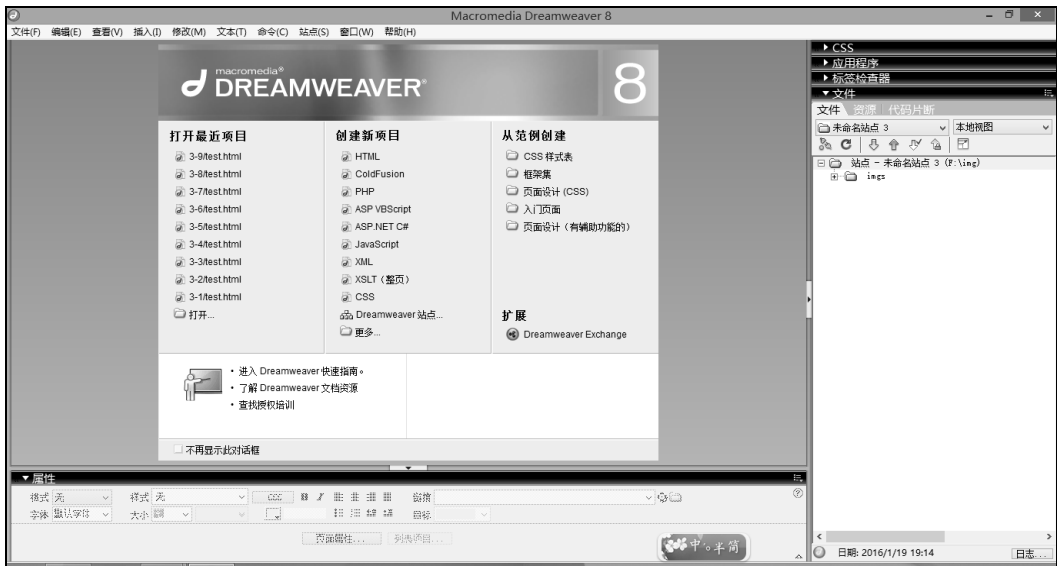 Macromedia Dreamweaver 8
文件(F) 编辑(E) 查看(V) 插入(I) 修改(M) 文本(T) 命令(C) 站点(S) 窗口(W) 帮助(H)
macromedia®
DREAMWEAVER® 8
打开最近项目
3-9/test.html
3-8/test.html
3-7/test.html
3-6/test.html
3-5/test.html
3-4/test.html
3-3/test.html
3-2/test.html
3-1/test.html
打开...
创建新项目
HTML
ColdFusion
PHP
ASP VBScript
ASP.NET C#
JavaScript
XML
XSLT（整页）
CSS
Dreamweaver 站点...
更多...
从范例创建
CSS 样式表
框架集
页面设计 (CSS)
入门页面
页面设计（有辅助功能的）
扩展
Dreamweaver Exchange
· 进入 Dreamweaver 快速指南。
· 了解 Dreamweaver 文档资源
· 查找授权培训
不再显示此对话框
CSS
应用程序
标签检查器
文件
文件 资源 代码片断
未命名站点 3 本地视图
站点 - 未命名站点 3 (F:\img)
imgs
属性
格式 无 样式 无 CSS B I 链接
字体 默认字体 大小 目标
页面属性... 列表项目...
中 半 简
日期: 2016/1/19 19:14 日志...